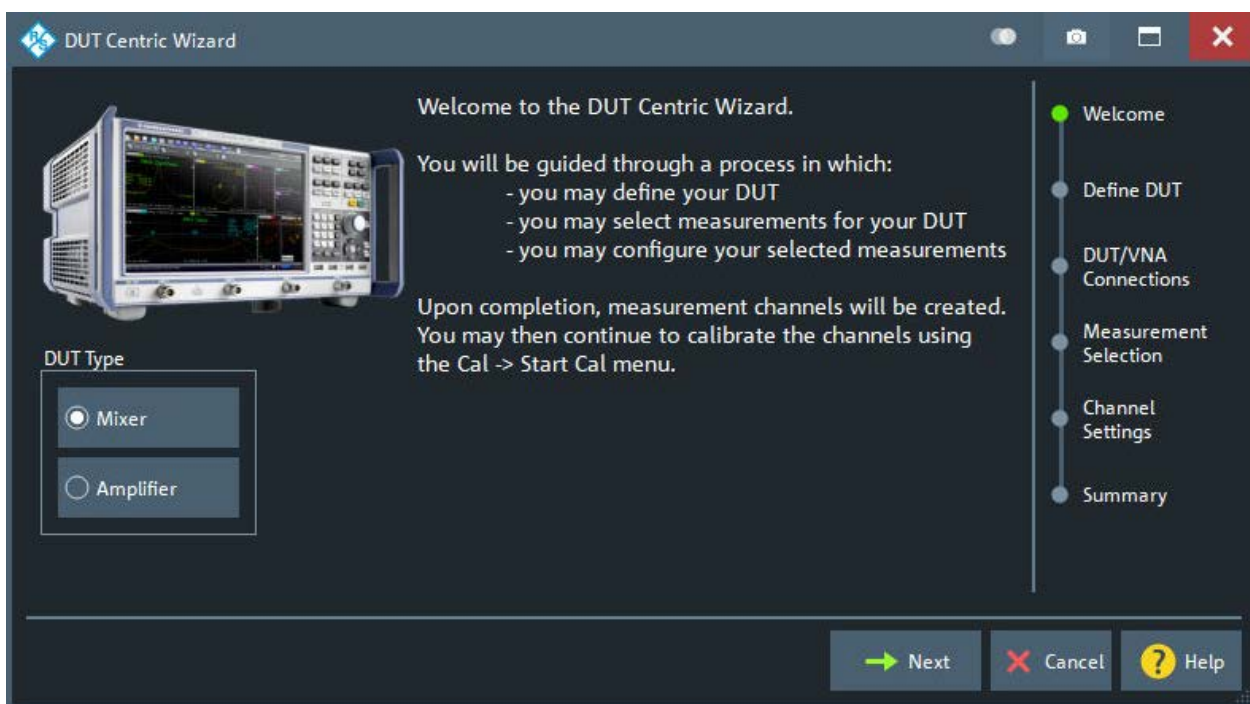 DUT Centric Wizard
Welcome to the DUT Centric Wizard.
You will be guided through a process in which:
- you may define your DUT
- you may select measurements for your DUT
- you may configure your selected measurements
Upon completion, measurement channels will be created.
You may then continue to calibrate the channels using
the Cal -> Start Cal menu.
DUT Type
Mixer
Amplifier
Welcome
Define DUT
DUT/VNA
Connections
Measurement
Selection
Channel
Settings
Summary
Next
Cancel
? Help